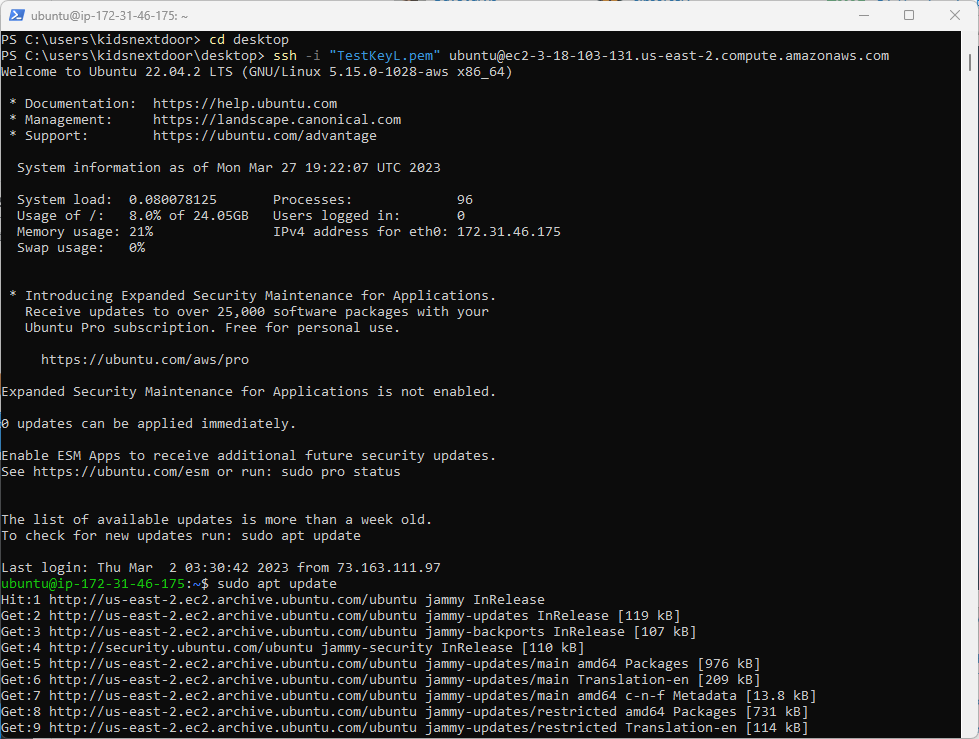 ubuntu@ip-172-31-46-175: ~
PS C:\users\kidsnextdoor> cd desktop
PS C:\users\kidsnextdoor\desktop> ssh -i "TestKeyL.pem" ubuntu@ec2-3-18-103-131.us-east-2.compute.amazonaws.com
Welcome to Ubuntu 22.04.2 LTS (GNU/Linux 5.15.0-1028-aws x86_64)
* Documentation:  https://help.ubuntu.com
* Management:     https://landscape.canonical.com
* Support:        https://ubuntu.com/advantage
System information as of Mon Mar 27 19:22:07 UTC 2023
System load:  0.080078125       Processes:             96
Usage of /:   8.0% of 24.05GB   Users logged in:       0
Memory usage: 21%               IPv4 address for eth0: 172.31.46.175
Swap usage:   0%
* Introducing Expanded Security Maintenance for Applications.
Receive updates to over 25,000 software packages with your
Ubuntu Pro subscription. Free for personal use.
https://ubuntu.com/aws/pro
Expanded Security Maintenance for Applications is not enabled.
0 updates can be applied immediately.
Enable ESM Apps to receive additional future security updates.
See https://ubuntu.com/esm or run: sudo pro status
The list of available updates is more than a week old.
To check for new updates run: sudo apt update
Last login: Thu Mar  2 03:30:42 2023 from 73.163.111.97
ubuntu@ip-172-31-46-175:~$ sudo apt update
Hit:1 http://us-east-2.ec2.archive.ubuntu.com/ubuntu jammy InRelease
Get:2 http://us-east-2.ec2.archive.ubuntu.com/ubuntu jammy-updates InRelease [119 kB]
Get:3 http://us-east-2.ec2.archive.ubuntu.com/ubuntu jammy-backports InRelease [107 kB]
Get:4 http://security.ubuntu.com/ubuntu jammy-security InRelease [110 kB]
Get:5 http://us-east-2.ec2.archive.ubuntu.com/ubuntu jammy-updates/main amd64 Packages [976 kB]
Get:6 http://us-east-2.ec2.archive.ubuntu.com/ubuntu jammy-updates/main Translation-en [209 kB]
Get:7 http://us-east-2.ec2.archive.ubuntu.com/ubuntu jammy-updates/main amd64 c-n-f Metadata [13.8 kB]
Get:8 http://us-east-2.ec2.archive.ubuntu.com/ubuntu jammy-updates/restricted amd64 Packages [731 kB]
Get:9 http://us-east-2.ec2.archive.ubuntu.com/ubuntu jammy-updates/restricted Translation-en [114 kB]